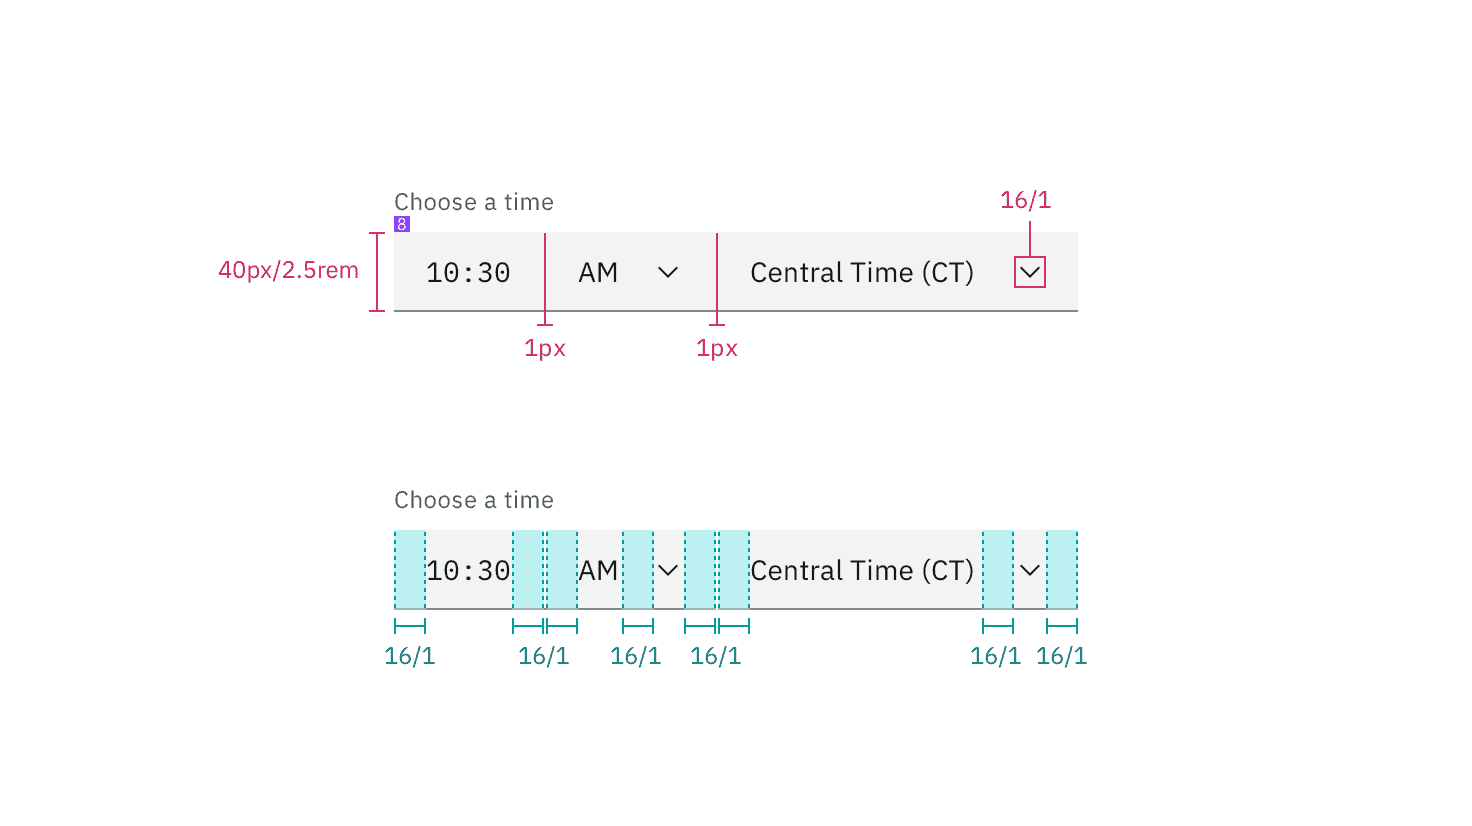 Choose a time
16/1
8
40px/2.5rem
10:30 AM Central Time (CT)
1px 1px
Choose a time
10:30 AM Central Time (CT)
16/1 16/1 16/1 16/1 16/1 16/1